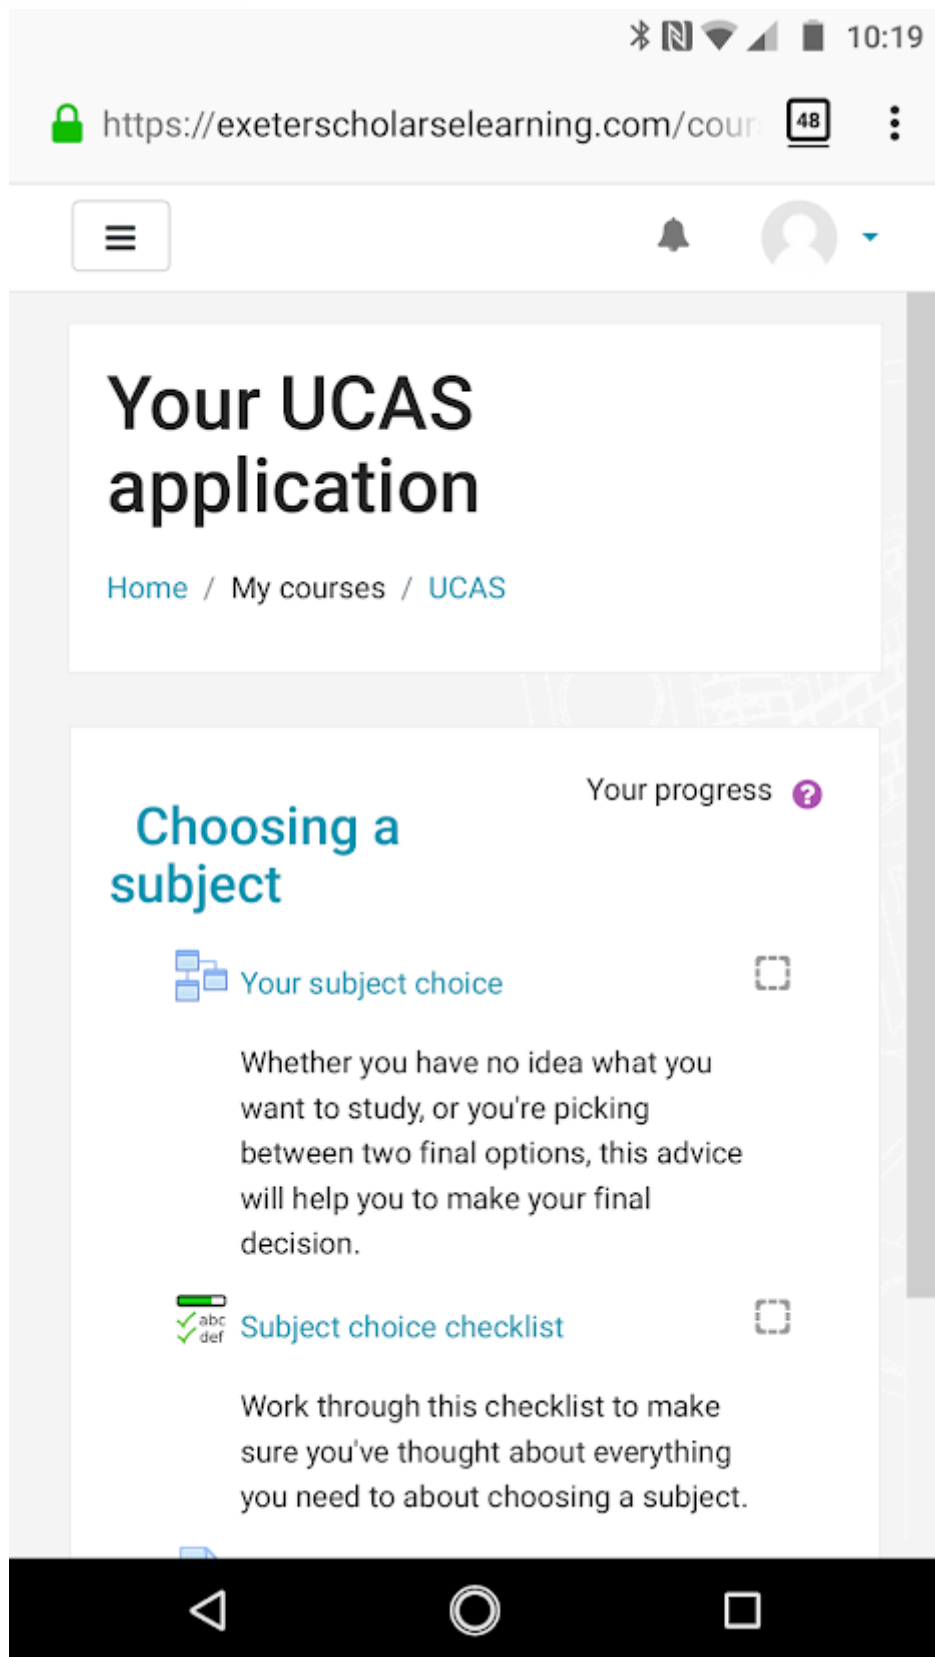 10:19
https://exeterscholarselearning.com/cour
48
Your UCAS
application
Home / My courses / UCAS
Your progress ?
Choosing a
subject
Your subject choice
Whether you have no idea what you
want to study, or you're picking
between two final options, this advice
will help you to make your final
decision.
abc
def
Subject choice checklist
Work through this checklist to make
sure you've thought about everything
you need to about choosing a subject.